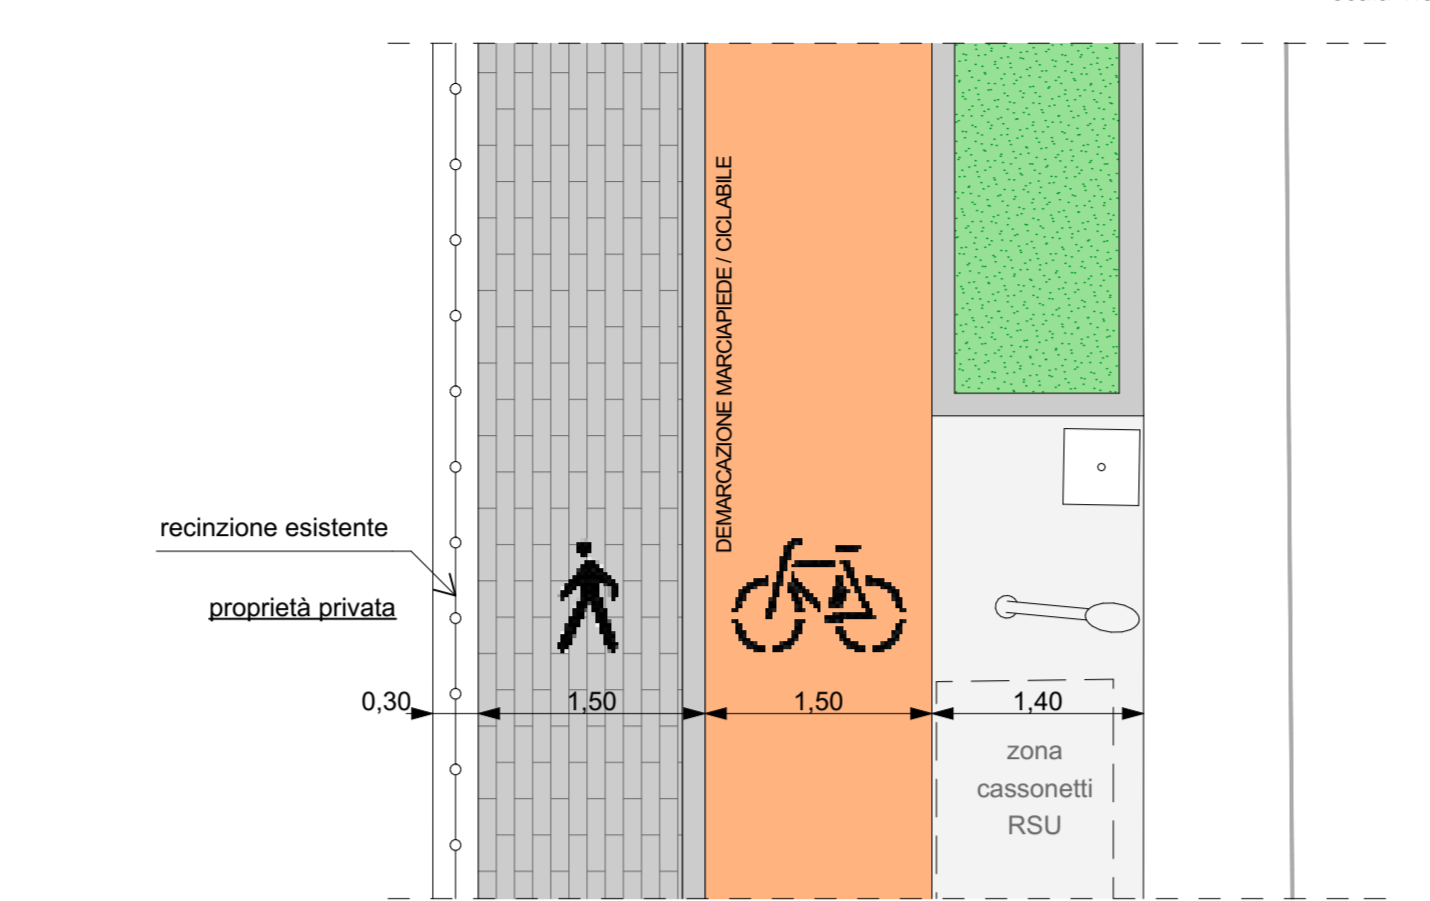 DEMARCAZIONE MARCIAPIEDE / CICLABILE
recinzione esistente
proprietà privata
0,30
1,50
1,50
1,40
zona
cassonetti
RSU